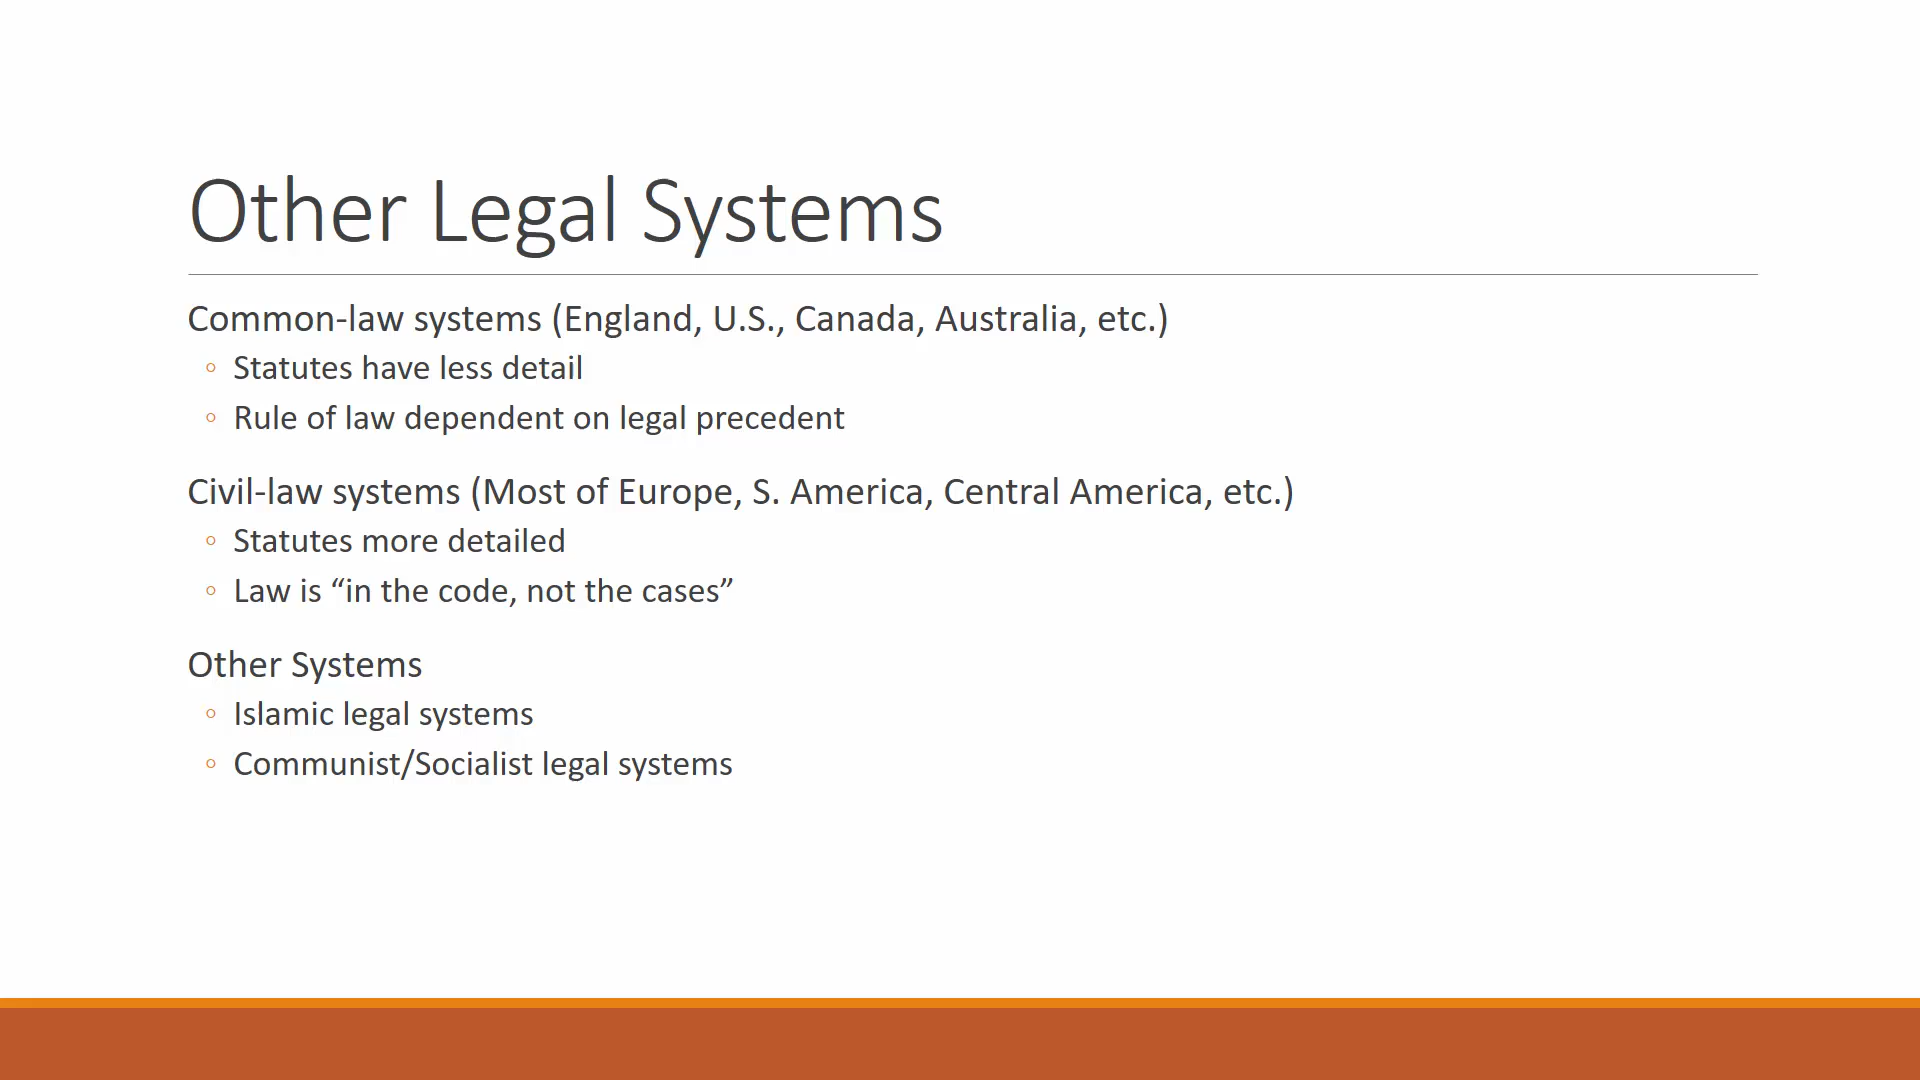 Other Legal Systems
Common-law systems (England, U.S., Canada, Australia, etc.)
◦ Statutes have less detail
◦ Rule of law dependent on legal precedent
Civil-law systems (Most of Europe, S. America, Central America, etc.)
◦ Statutes more detailed
◦ Law is “in the code, not the cases”
Other Systems
◦ Islamic legal systems
◦ Communist/Socialist legal systems